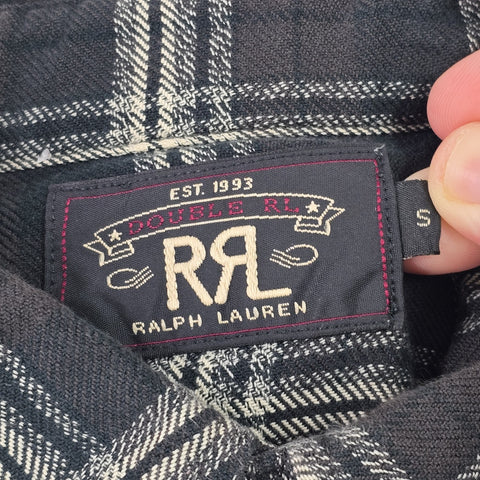 EST. 1993
DOUBLE RL
RRL
RALPH LAUREN
S